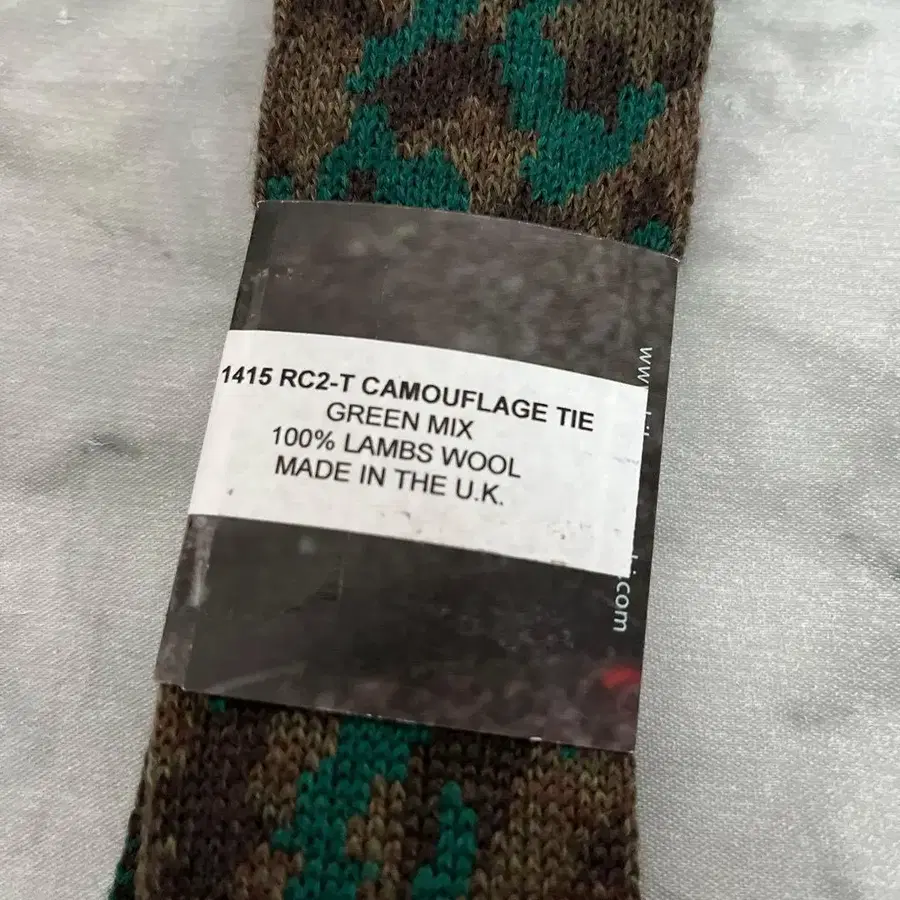 1415 RC2-T CAMOUFLAGE TIE
GREEN MIX
100% LAMBS WOOL
MADE IN THE U.K.